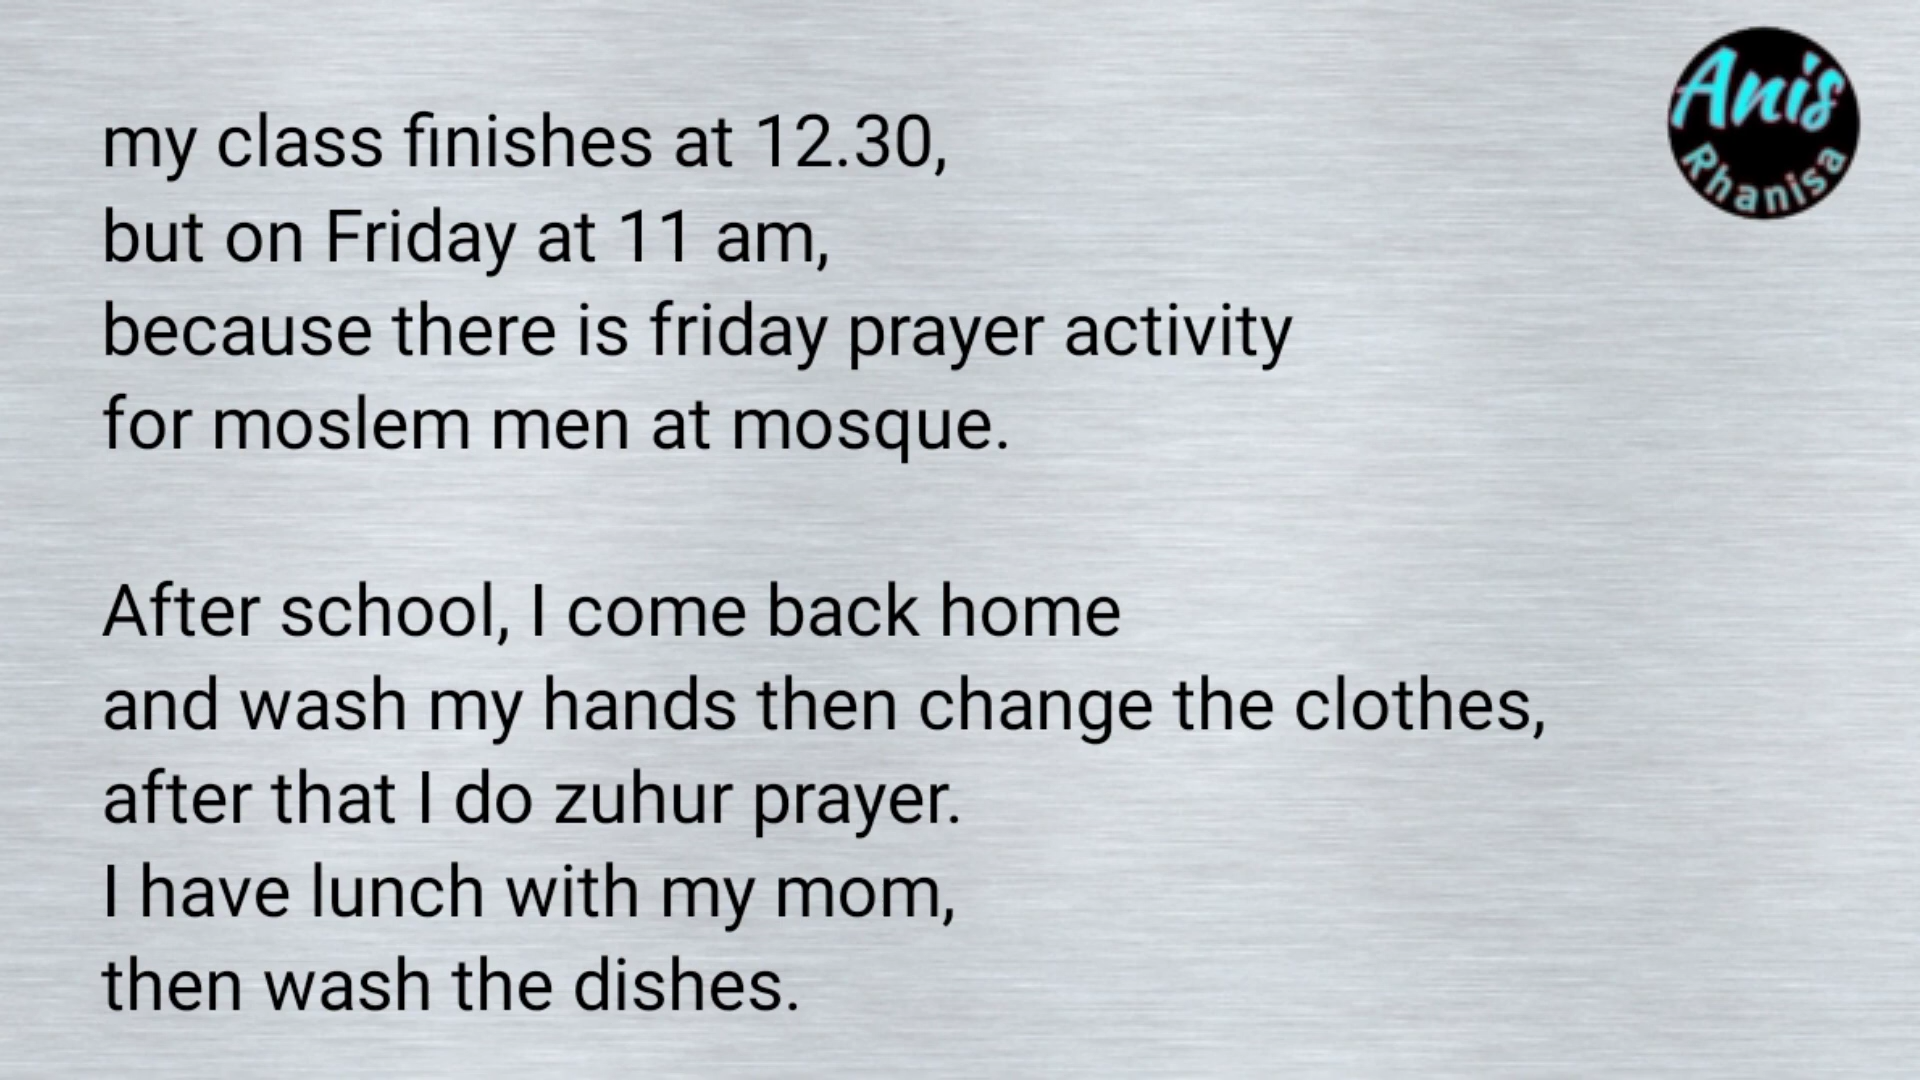 Anis
Rhanisa
my class finishes at 12.30,
but on Friday at 11 am,
because there is friday prayer activity
for moslem men at mosque.
After school, I come back home
and wash my hands then change the clothes,
after that I do zuhur prayer.
I have lunch with my mom,
then wash the dishes.